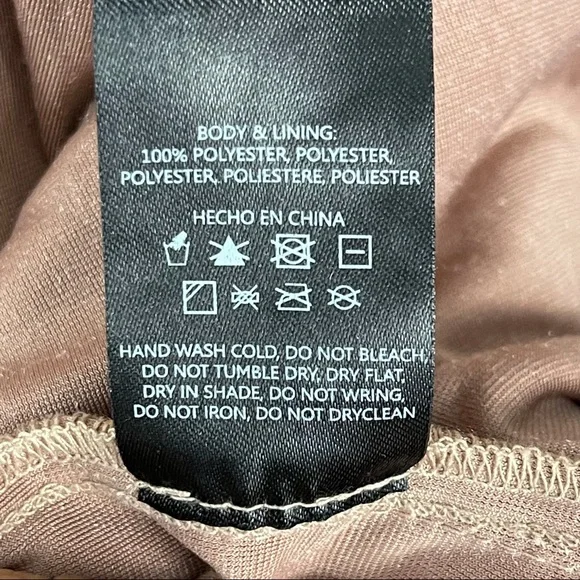 BODY & LINING:
100% POLYESTER, POLYESTER,
POLYESTER, POLIESTERE, POLIESTER
HECHO EN CHINA
HAND WASH COLD, DO NOT BLEACH,
DO NOT TUMBLE DRY, DRY FLAT,
DRY IN SHADE, DO NOT WRING,
DO NOT IRON, DO NOT DRYCLEAN